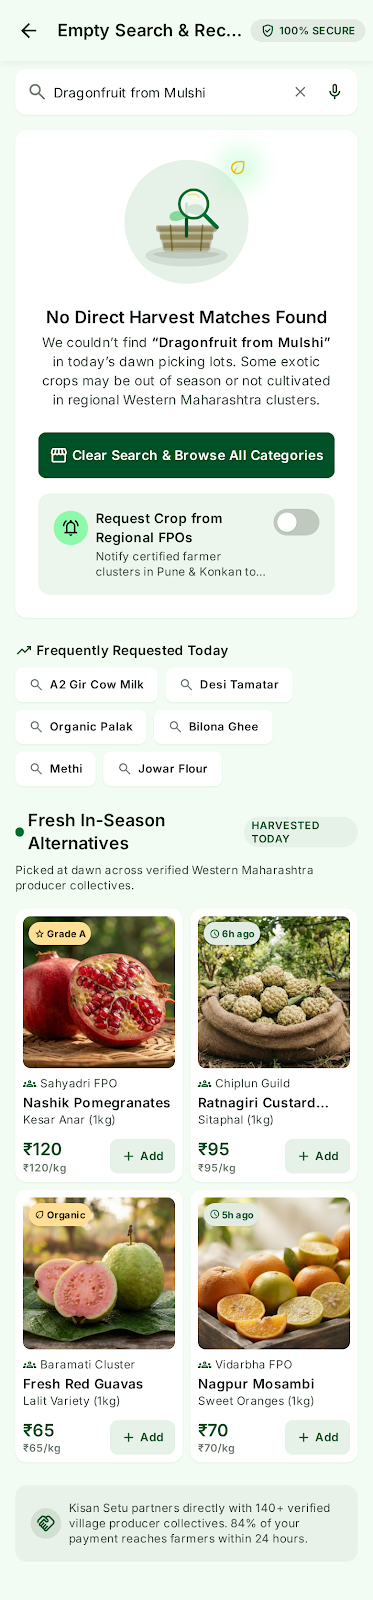 Empty Search & Rec...
100% SECURE
Dragonfruit from Mulshi
No Direct Harvest Matches Found
We couldn't find “Dragonfruit from Mulshi”
in today's dawn picking lots. Some exotic
crops may be out of season or not cultivated
in regional Western Maharashtra clusters.
Clear Search & Browse All Categories
Request Crop from
Regional FPOs
Notify certified farmer
clusters in Pune & Konkan to...
Frequently Requested Today
A2 Gir Cow Milk
Desi Tamatar
Organic Palak
Bilona Ghee
Methi
Jowar Flour
Fresh In-Season
Alternatives
HARVESTED
TODAY
Picked at dawn across verified Western Maharashtra
producer collectives.
Grade A
Sahyadri FPO
Nashik Pomegranates
Kesar Anar (1kg)
₹120
₹120/kg
+ Add
6h ago
Chiplun Guild
Ratnagiri Custard...
Sitaphal (1kg)
₹95
₹95/kg
+ Add
Organic
Baramati Cluster
Fresh Red Guavas
Lalit Variety (1kg)
₹65
₹65/kg
+ Add
5h ago
Vidarbha FPO
Nagpur Mosambi
Sweet Oranges (1kg)
₹70
₹70/kg
+ Add
Kisan Setu partners directly with 140+ verified
village producer collectives. 84% of your
payment reaches farmers within 24 hours.